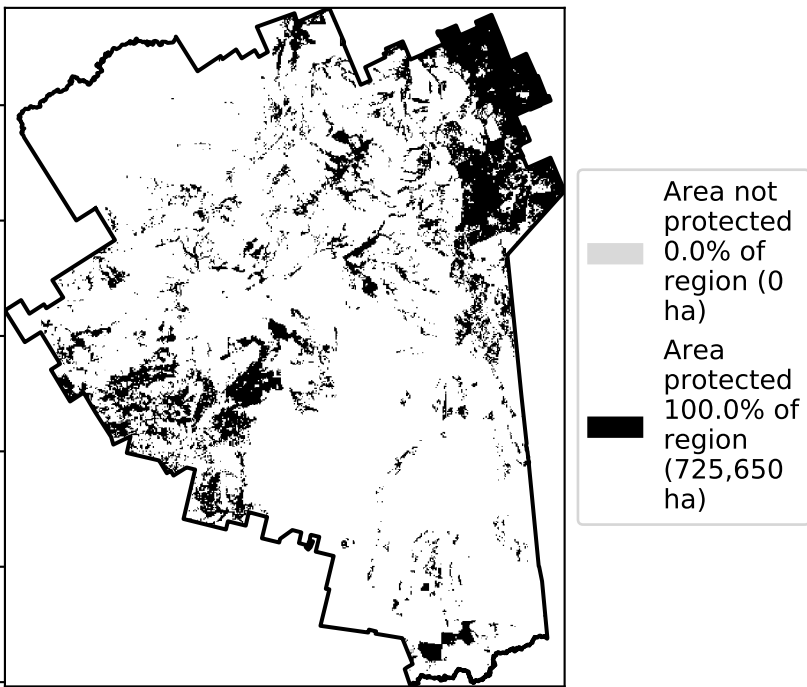 Area not
protected
0.0% of
region (0
ha)
Area
protected
100.0% of
region
(725,650
ha)